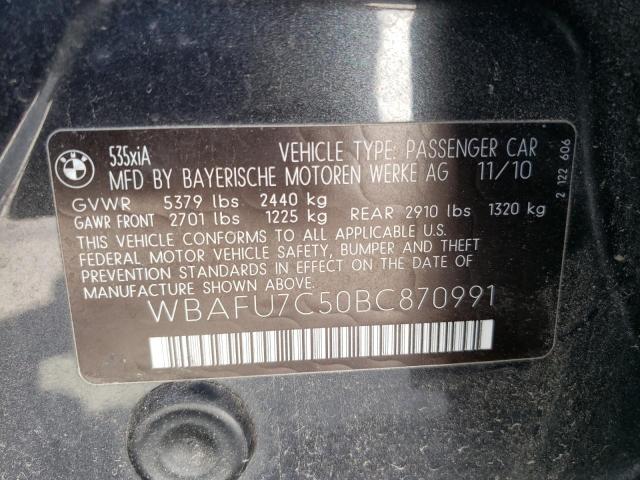 BMW
535xiA VEHICLE TYPE: PASSENGER CAR
MFD BY BAYERISCHE MOTOREN WERKE AG 11/10
GVWR 5379 lbs 2440 kg
GAWR FRONT 2701 lbs 1225 kg REAR 2910 lbs 1320 kg
THIS VEHICLE CONFORMS TO ALL APPLICABLE U.S.
FEDERAL MOTOR VEHICLE SAFETY, BUMPER AND THEFT
PREVENTION STANDARDS IN EFFECT ON THE DATE OF
MANUFACTURE SHOWN ABOVE.
WBAFU7C50BC870991
2 122 606